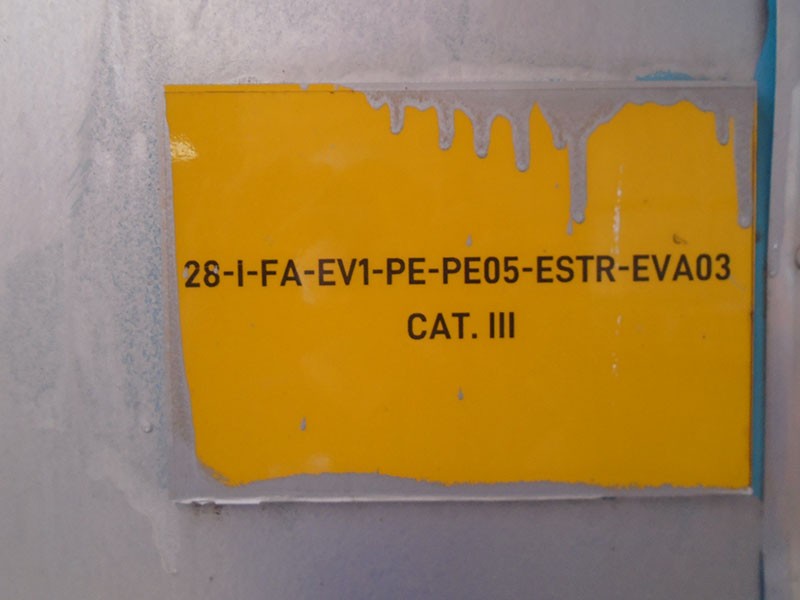 28-I-FA-EV1-PE-PE05-ESTR-EVA03
CAT. III